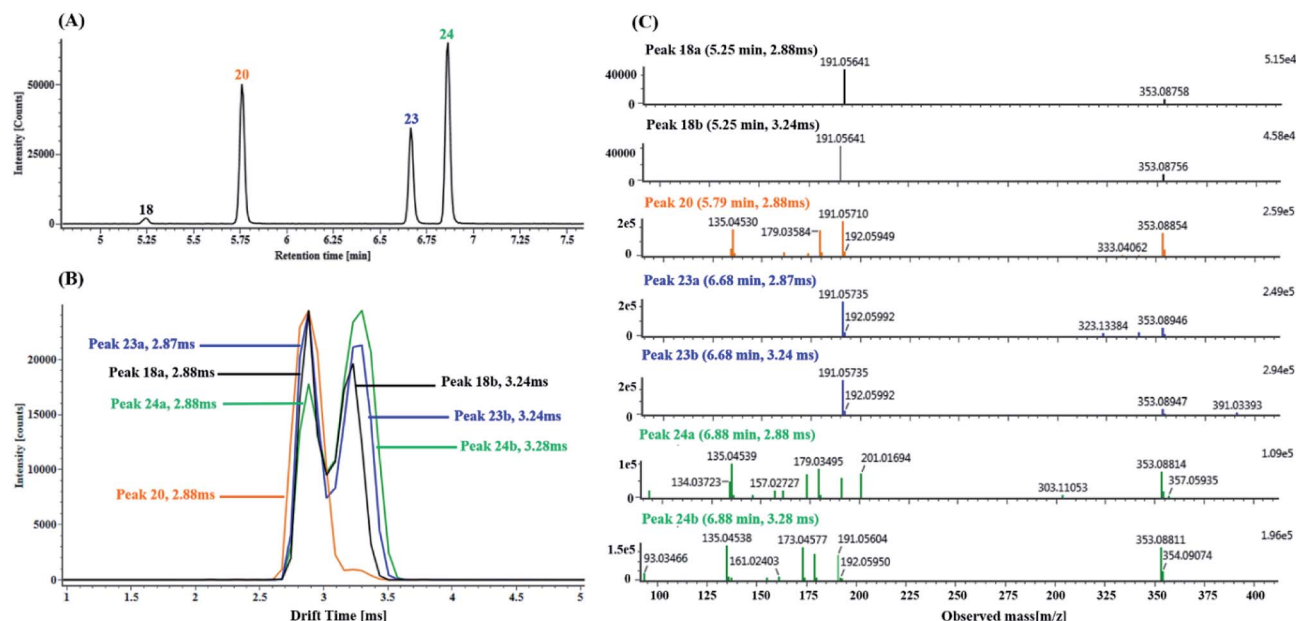 (A)
24
20
23
18
Intensity [Counts]
50000
25000
0
5
5.25
5.5
5.75
6
6.25
6.5
6.75
7
7.25
7.5
Retention time [min]
(B)
Peak 23a, 2.87ms
Peak 18a, 2.88ms
Peak 24a, 2.88ms
Peak 20, 2.88ms
Peak 18b, 3.24ms
Peak 23b, 3.24ms
Peak 24b, 3.28ms
Intensity [counts]
20000
15000
10000
5000
0
1
1.5
2
2.5
3
3.5
4
4.5
5
Drift Time [ms]
(C)
Peak 18a (5.25 min, 2.88ms)
191.05641
353.08758
5.15e4
40000
0
Peak 18b (5.25 min, 3.24ms)
191.05641
353.08756
4.58e4
40000
0
Peak 20 (5.79 min, 2.88ms)
135.04530
179.03584
191.05710
192.05949
333.04062
353.08854
2.59e5
2e5
0
Peak 23a (6.68 min, 2.87ms)
191.05735
192.05992
323.13384
353.08946
2.49e5
2e5
0
Peak 23b (6.68 min, 3.24 ms)
191.05735
192.05992
353.08947
391.03393
2.94e5
2e5
0
Peak 24a (6.88 min, 2.88 ms)
135.04539
134.03723
157.02727
179.03495
201.01694
303.11053
353.08814
357.05935
1.09e5
1e5
0
Peak 24b (6.88 min, 3.28 ms)
93.03466
135.04538
161.02403
173.04577
191.05604
192.05950
353.08811
354.09074
1.96e5
1.5e5
0
100
125
150
175
200
225
250
275
300
325
350
375
400
Observed mass[m/z]